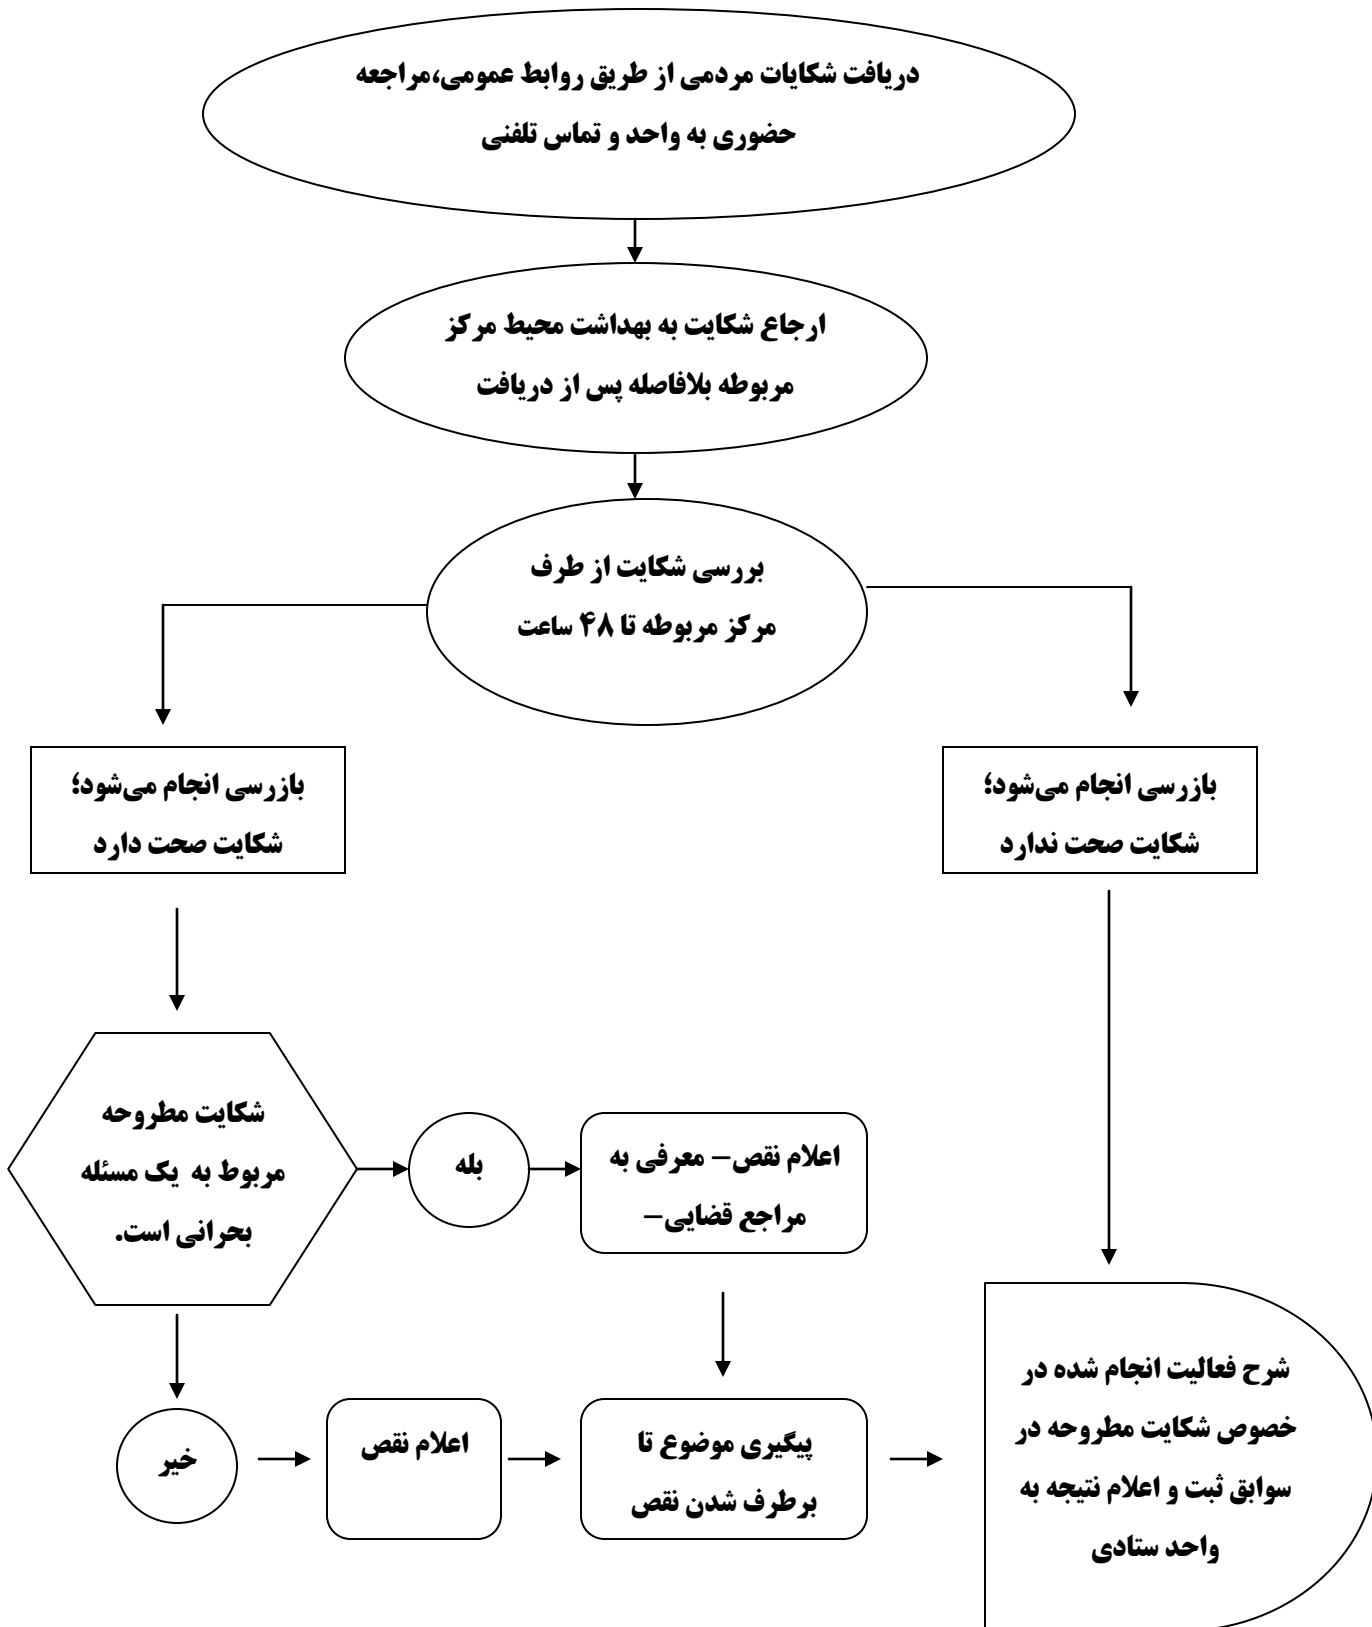 دریافت شکایات مردمی از طریق روابط عمومی،مراجعه
حضوری به واحد و تماس تلفنی
ارجاع شکایت به بهداشت محیط مرکز
مربوطه بلافاصله پس از دریافت
بررسی شکایت از طرف
مرکز مربوطه تا ۴۸ ساعت
بازرسی انجام می‌شود؛
شکایت صحت ندارد
بازرسی انجام می‌شود؛
شکایت صحت دارد
شکایت مطروحه
مربوط به یک مسئله
بحرانی است.
بله
اعلام نقص– معرفی به
مراجع قضایی–
خیر
اعلام نقص
پیگیری موضوع تا
برطرف شدن نقص
شرح فعالیت انجام شده در
خصوص شکایت مطروحه در
سوابق ثبت و اعلام نتیجه به
واحد ستادی